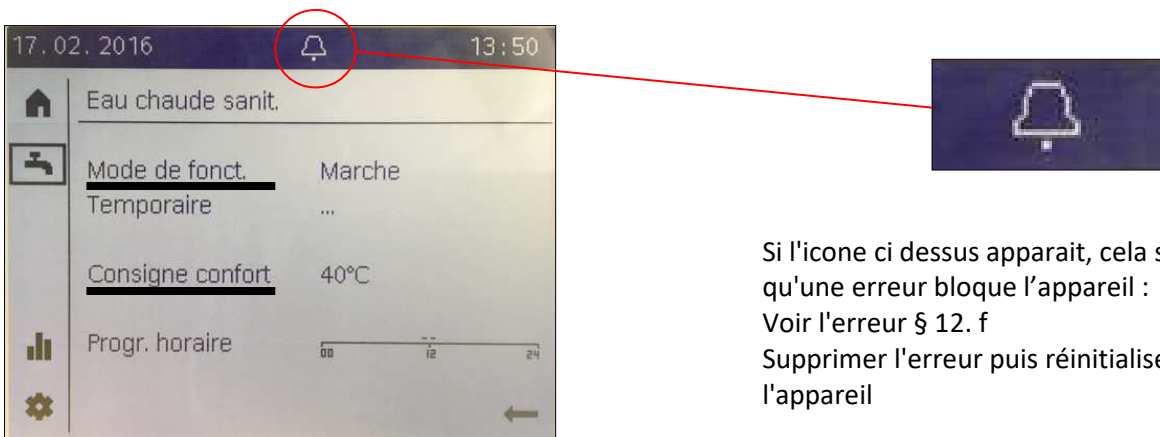 17.02.2016 13:50
Eau chaude sanit.
Mode de fonct. Marche
Temporaire ...
Consigne confort 40°C
Progr. horaire 00 12 24
Si l'icone ci dessus apparait, cela
qu'une erreur bloque l’appareil :
Voir l'erreur § 12. f
Supprimer l'erreur puis
l'appareil